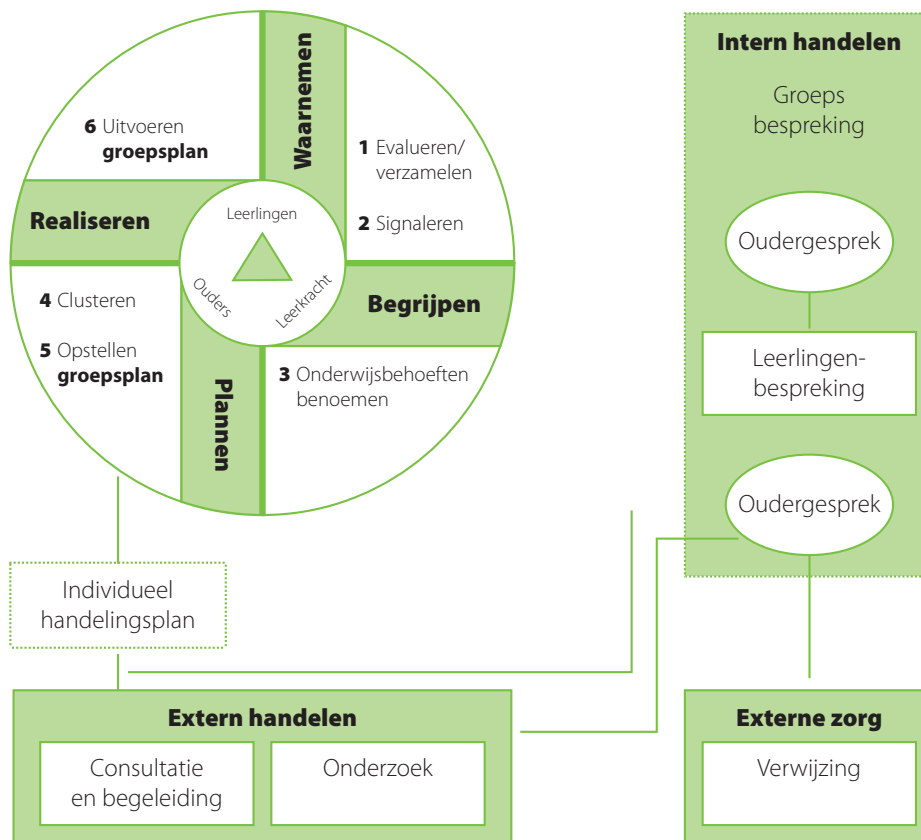 Waarnemen
1 Evalueren/
verzamelen
2 Signaleren
Begrijpen
3 Onderwijsbehoeften
benoemen
Plannen
4 Clusteren
5 Opstellen
groepsplan
Realiseren
6 Uitvoeren
groepsplan
Leerlingen
Ouders
Leerkracht
Individueel
handelingsplan
Extern handelen
Consultatie
en begeleiding
Onderzoek
Intern handelen
Groeps
bespreking
Oudergesprek
Leerlingen-
bespreking
Oudergesprek
Externe zorg
Verwijzing